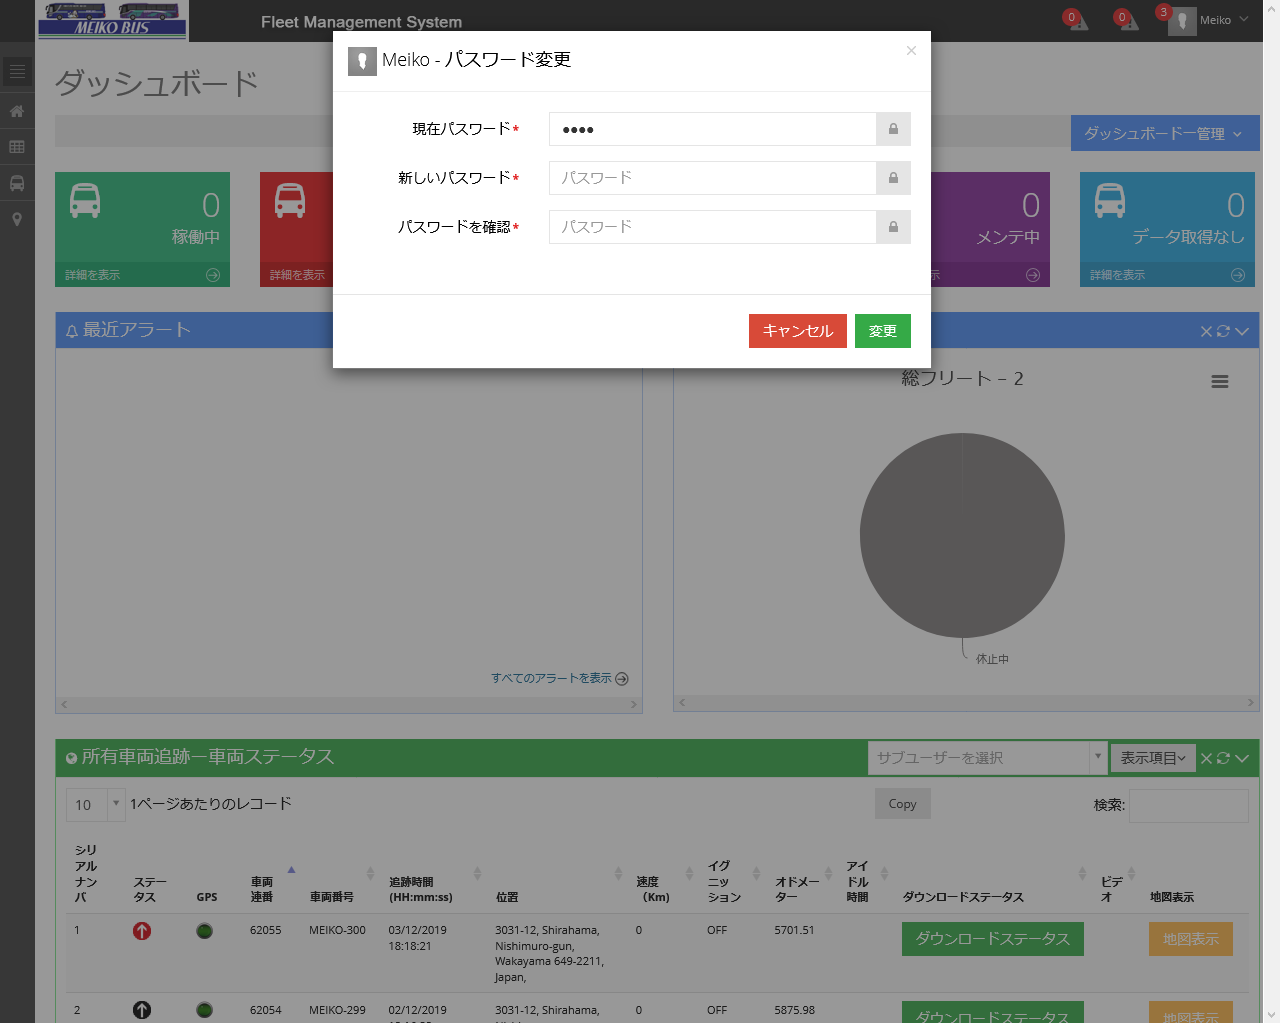 MEIKO BUS
Fleet Management System
0
0
3
Meiko
Meiko - パスワード変更
×
現在パスワード*
●●●●
新しいパスワード*
パスワード
パスワードを確認*
パスワード
キャンセル
変更
ダッシュボード
ダッシュボード一管理
0
稼働中
詳細を表示
詳細を表示
0
メンテ中
示
0
データ取得なし
詳細を表示
最近アラート
すべてのアラートを表示
総フリート – 2
休止中
所有車両追跡ー車両ステータス
サブユーザーを選択
表示項目
10
1ページあたりのレコード
Copy
検索:
シリアルナンバ ステータス GPS 車両連番 車両番号 追跡時間 (HH:mm:ss) 位置 速度 (Km) イグニッション オドメーター アイドル時間 ダウンロードステータス ビデオ 地図表示
1 62055 MEIKO-300 03/12/2019 18:18:21 3031-12, Shirahama, Nishimuro-gun, Wakayama 649-2211, Japan, 0 OFF 5701.51 ダウンロードステータス 地図表示
2 62054 MEIKO-299 02/12/2019 3031-12, Shirahama, 0 OFF 5875.98 ダウンロードステータス 地図表示